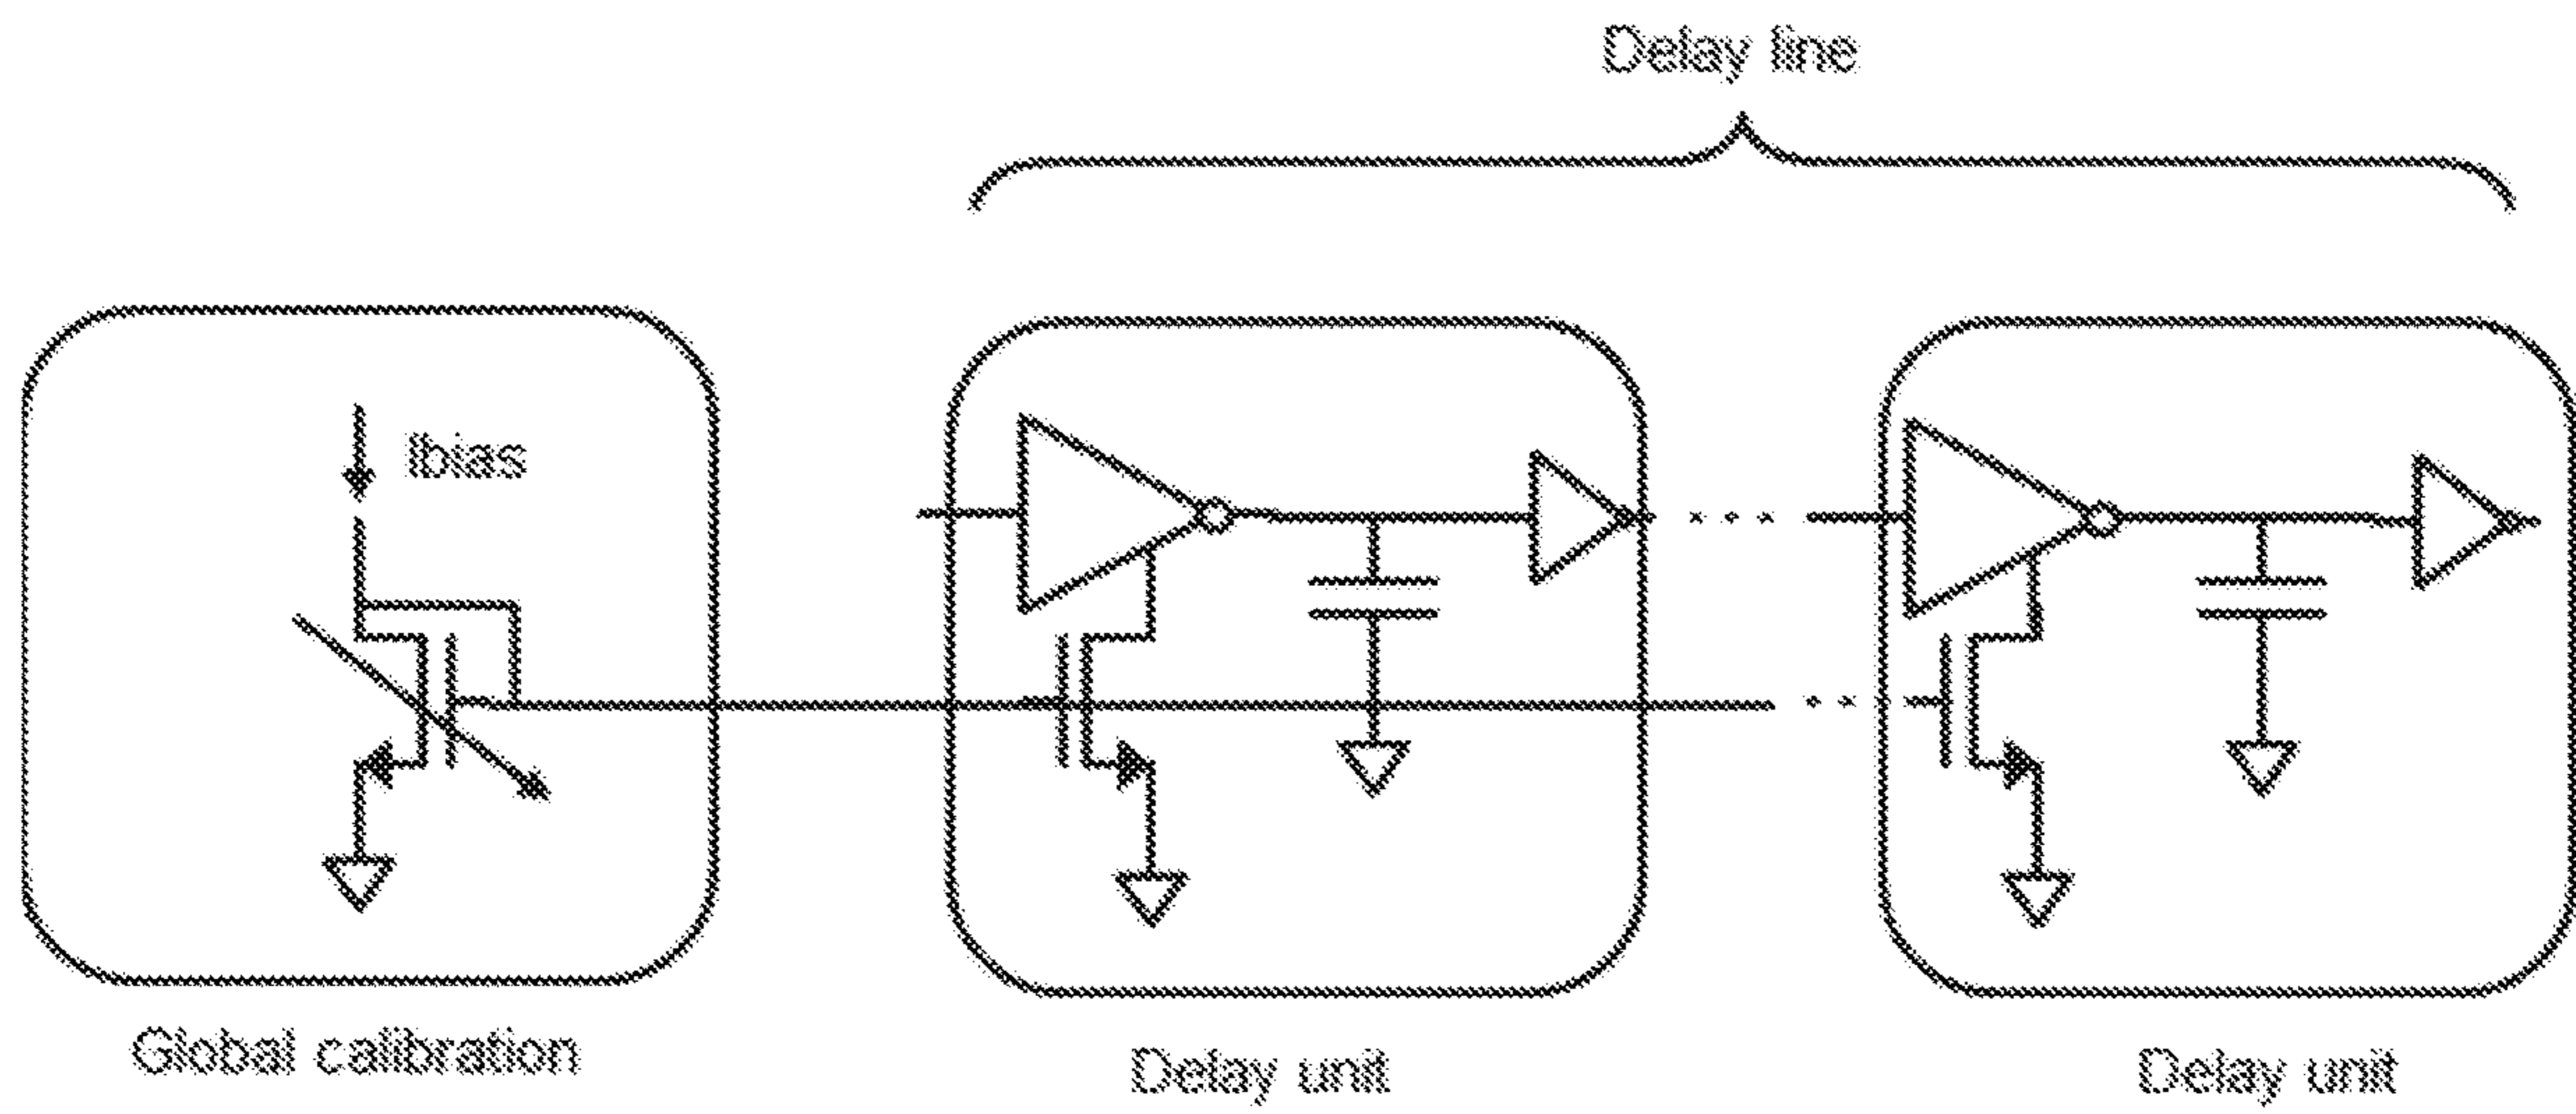 Delay line
Ibias
Global calibration
Delay unit
Delay unit